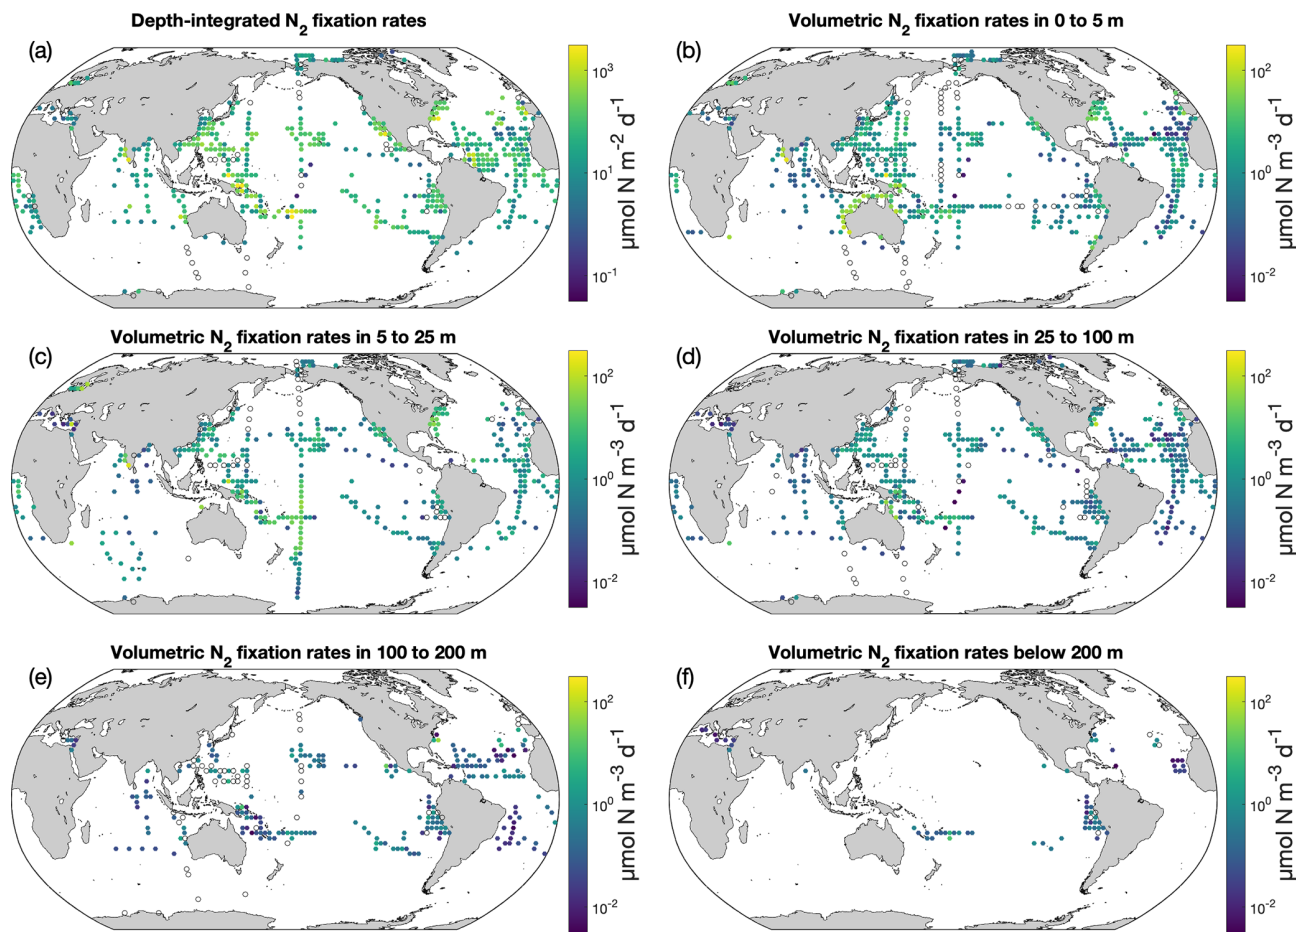 Depth-integrated N2 fixation rates
(a)
10^3
10^1
10^-1
μmol N m^-2 d^-1
Volumetric N2 fixation rates in 0 to 5 m
(b)
10^2
10^0
10^-2
μmol N m^-3 d^-1
Volumetric N2 fixation rates in 5 to 25 m
(c)
10^2
10^0
10^-2
μmol N m^-3 d^-1
Volumetric N2 fixation rates in 25 to 100 m
(d)
10^2
10^0
10^-2
μmol N m^-3 d^-1
Volumetric N2 fixation rates in 100 to 200 m
(e)
10^2
10^0
10^-2
μmol N m^-3 d^-1
Volumetric N2 fixation rates below 200 m
(f)
10^2
10^0
10^-2
μmol N m^-3 d^-1